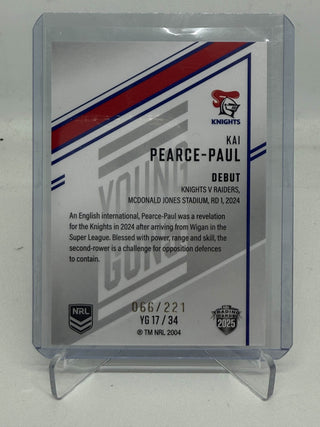 KNIGHTS
KAI
PEARCE-PAUL
DEBUT
KNIGHTS V RAIDERS,
MCDONALD JONES STADIUM, RD 1, 2024
YOUNG
GUNS
An English international, Pearce-Paul was a revelation
for the Knights in 2024 after arriving from Wigan in the
Super League. Blessed with power, range and skill, the
second-rower is a challenge for opposition defences
to contain.
066/221
NRL
YG 17 / 34
TRADING
CARDS
2025
® TM NRL 2004